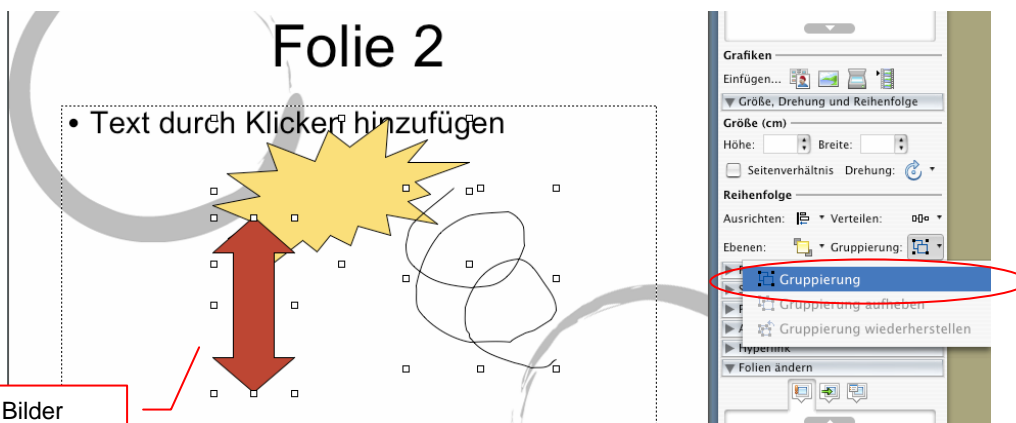 Folie 2
• Text durch Klicken hinzufügen
Bilder
Grafiken
Einfügen...
Größe, Drehung und Reihenfolge
Größe (cm)
Höhe: Breite:
Seitenverhältnis Drehung:
Reihenfolge
Ausrichten: Verteilen:
Ebenen: Gruppierung:
Gruppierung
Gruppierung aufheben
Gruppierung wiederherstellen
Hyperlink
Folien ändern